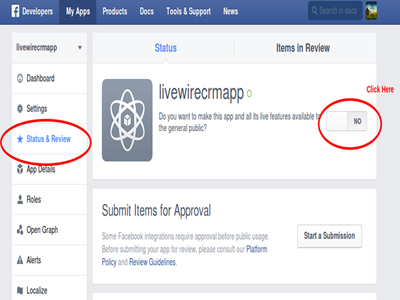 f Developers My Apps Products Docs Tools & Support News Search in docs
livewirecrmapp
Dashboard
Settings
Status & Review
App Details
Roles
Open Graph
Alerts
Localize
Status Items in Review
livewirecrmapp
Do you want to make this app and all its live features available to
the general public?
NO
Click Here
Submit Items for Approval
Some Facebook integrations require approval before public usage.
Before submitting your app for review, please consult our Platform
Policy and Review Guidelines.
Start a Submission